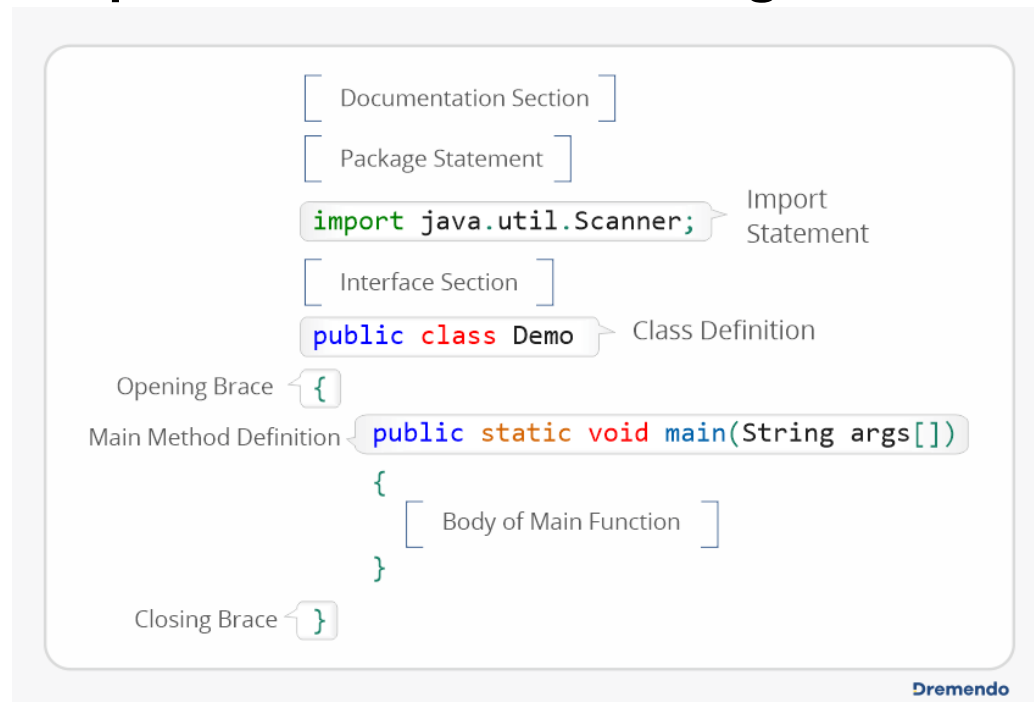 Documentation Section
Package Statement
import java.util.Scanner;
Import
Statement
Interface Section
public class Demo
Class Definition
Opening Brace
{
Main Method Definition
public static void main(String args[])
{
Body of Main Function
}
Closing Brace
}
Dremendo